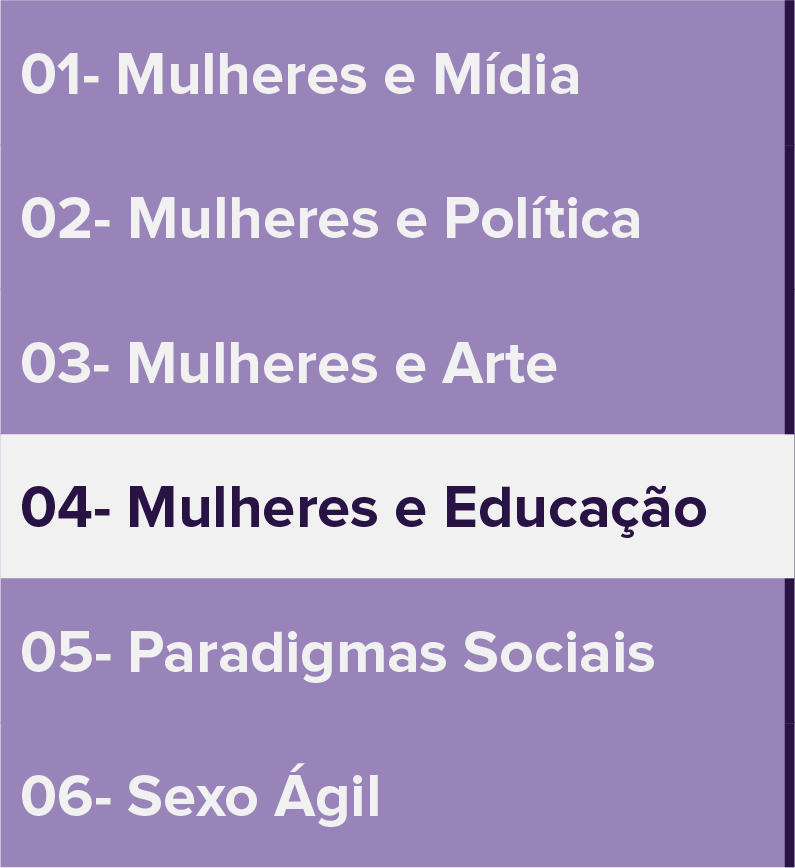 01- Mulheres e Mídia
02- Mulheres e Política
03- Mulheres e Arte
04- Mulheres e Educação
05- Paradigmas Sociais
06- Sexo Ágil